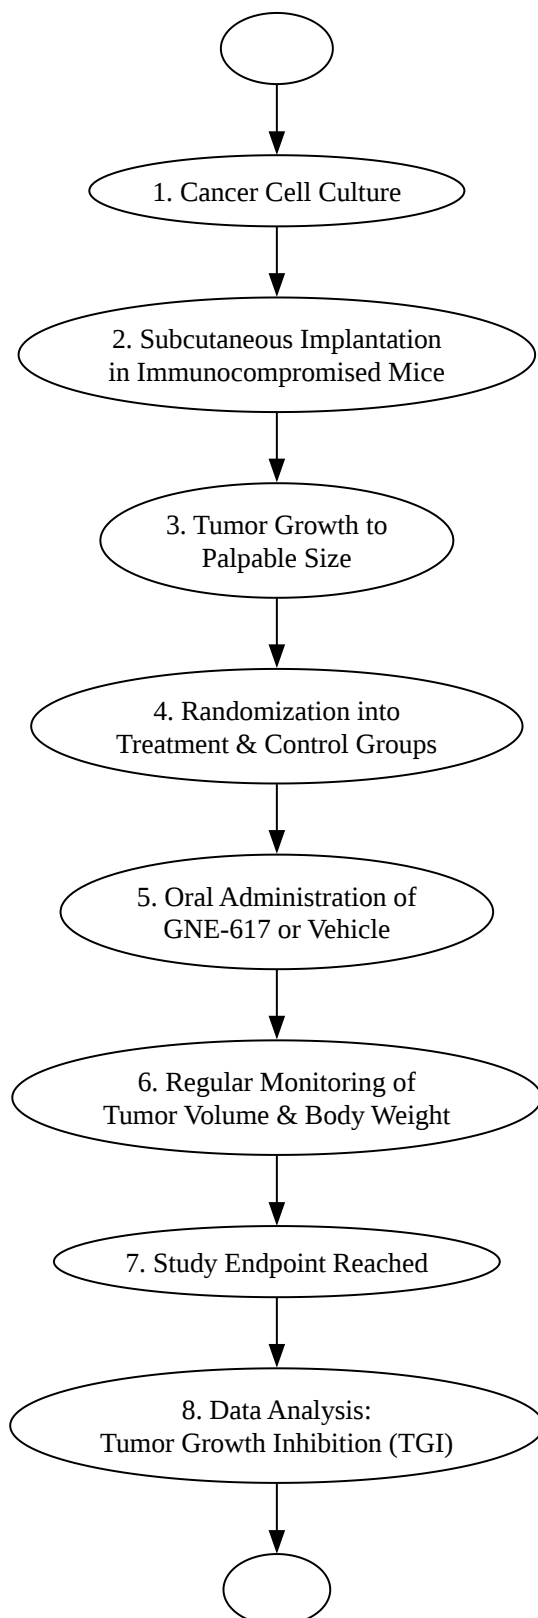 1. Cancer Cell Culture
2. Subcutaneous Implantation
in Immunocompromised Mice
3. Tumor Growth to
Palpable Size
4. Randomization into
Treatment & Control Groups
5. Oral Administration of
GNE-617 or Vehicle
6. Regular Monitoring of
Tumor Volume & Body Weight
7. Study Endpoint Reached
8. Data Analysis:
Tumor Growth Inhibition (TGI)